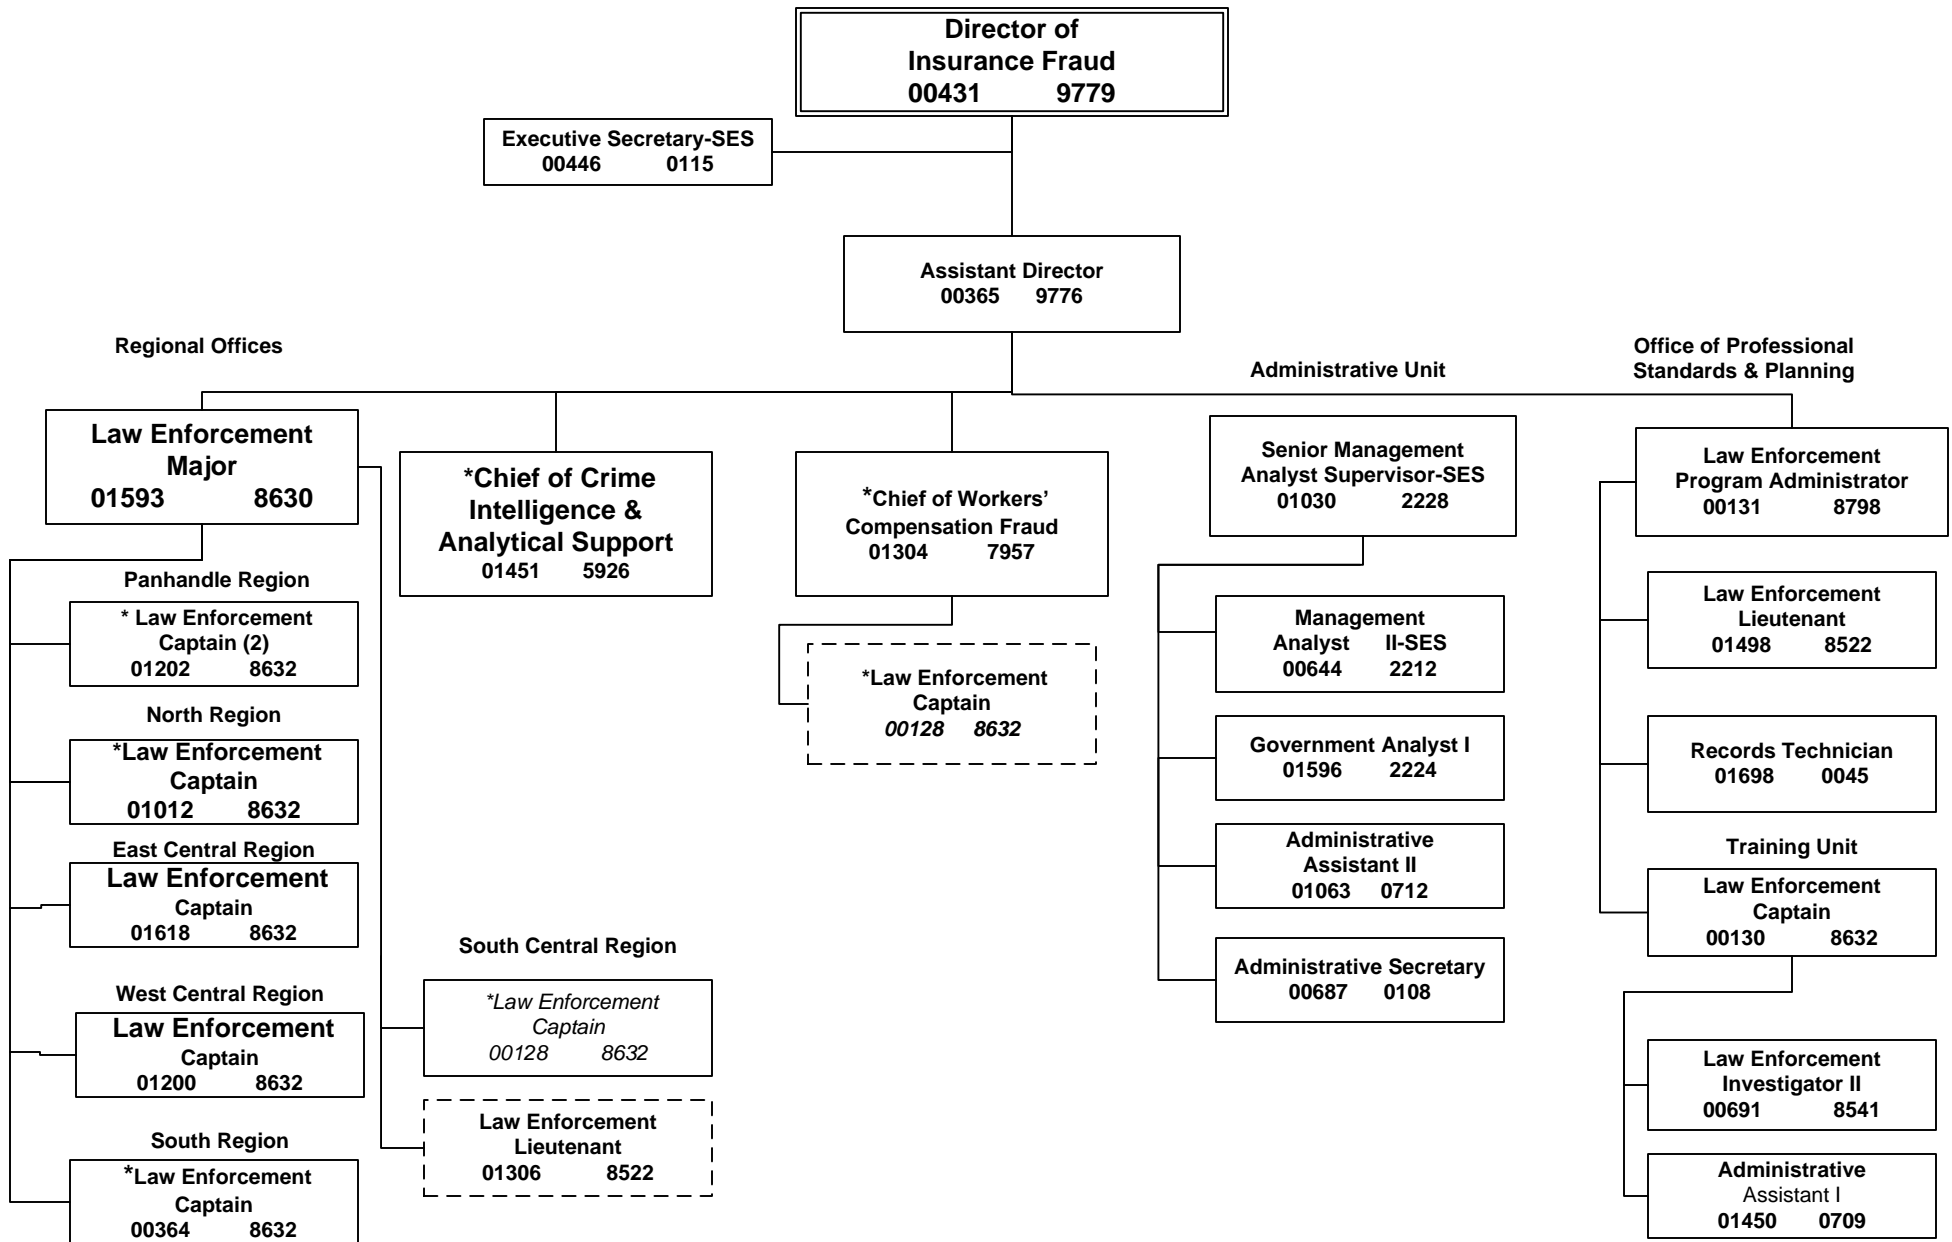 Director of
Insurance Fraud
00431 9779
Executive Secretary-SES
00446 0115
Assistant Director
00365 9776
Regional Offices
Law Enforcement
Major
01593 8630
Panhandle Region
* Law Enforcement
Captain (2)
01202 8632
North Region
*Law Enforcement
Captain
01012 8632
East Central Region
Law Enforcement
Captain
01618 8632
West Central Region
Law Enforcement
Captain
01200 8632
South Region
*Law Enforcement
Captain
00364 8632
South Central Region
*Law Enforcement
Captain
00128 8632
Law Enforcement
Lieutenant
01306 8522
*Chief of Crime
Intelligence &
Analytical Support
01451 5926
*Chief of Workers’
Compensation Fraud
01304 7957
*Law Enforcement
Captain
00128 8632
Administrative Unit
Senior Management
Analyst Supervisor-SES
01030 2228
Management
Analyst II-SES
00644 2212
Government Analyst I
01596 2224
Administrative
Assistant II
01063 0712
Administrative Secretary
00687 0108
Office of Professional
Standards & Planning
Law Enforcement
Program Administrator
00131 8798
Law Enforcement
Lieutenant
01498 8522
Records Technician
01698 0045
Training Unit
Law Enforcement
Captain
00130 8632
Law Enforcement
Investigator II
00691 8541
Administrative
Assistant I
01450 0709